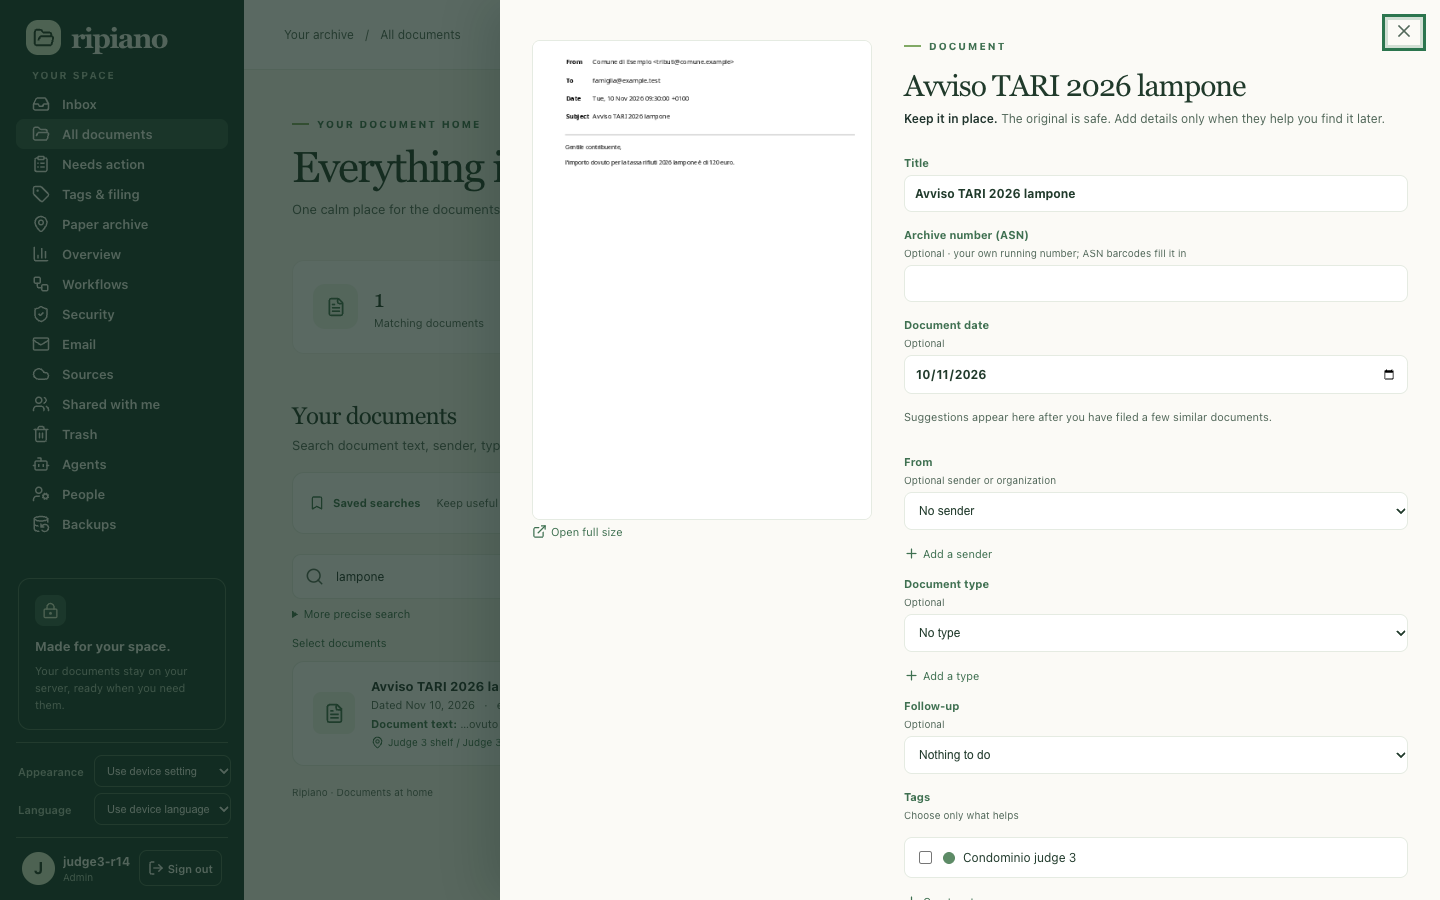 ripiano
YOUR SPACE
Inbox
All documents
Needs action
Tags & filing
Paper archive
Overview
Workflows
Security
Email
Sources
Shared with me
Trash
Agents
People
Backups
Made for your space.
Your documents stay on your
server, ready when you need
them.
Appearance Use device setting
Language Use device language
J judge3-r14
Admin
Sign out
Your archive / All documents
YOUR DOCUMENT HOME
Everything i
One calm place for the documents
1
Matching documents
Your documents
Search document text, sender, typ
Saved searches Keep useful
lampone
More precise search
Select documents
Avviso TARI 2026 la
Dated Nov 10, 2026 · e
Document text: ...ovuto
Judge 3 shelf / Judge 3
Ripiano · Documents at home
From Comune di Esempio <tributi@comune.example>
To famiglia@example.test
Date Tue, 10 Nov 2026 09:30:00 +0100
Subject Avviso TARI 2026 lampone
Gentile contribuente,
l'importo dovuto per la tassa rifiuti 2026 lampone è di 120 euro.
Open full size
DOCUMENT
Avviso TARI 2026 lampone
Keep it in place. The original is safe. Add details only when they help you find it later.
Title
Avviso TARI 2026 lampone
Archive number (ASN)
Optional · your own running number; ASN barcodes fill it in
Document date
Optional
10/11/2026
Suggestions appear here after you have filed a few similar documents.
From
Optional sender or organization
No sender
Add a sender
Document type
Optional
No type
Add a type
Follow-up
Optional
Nothing to do
Tags
Choose only what helps
Condominio judge 3